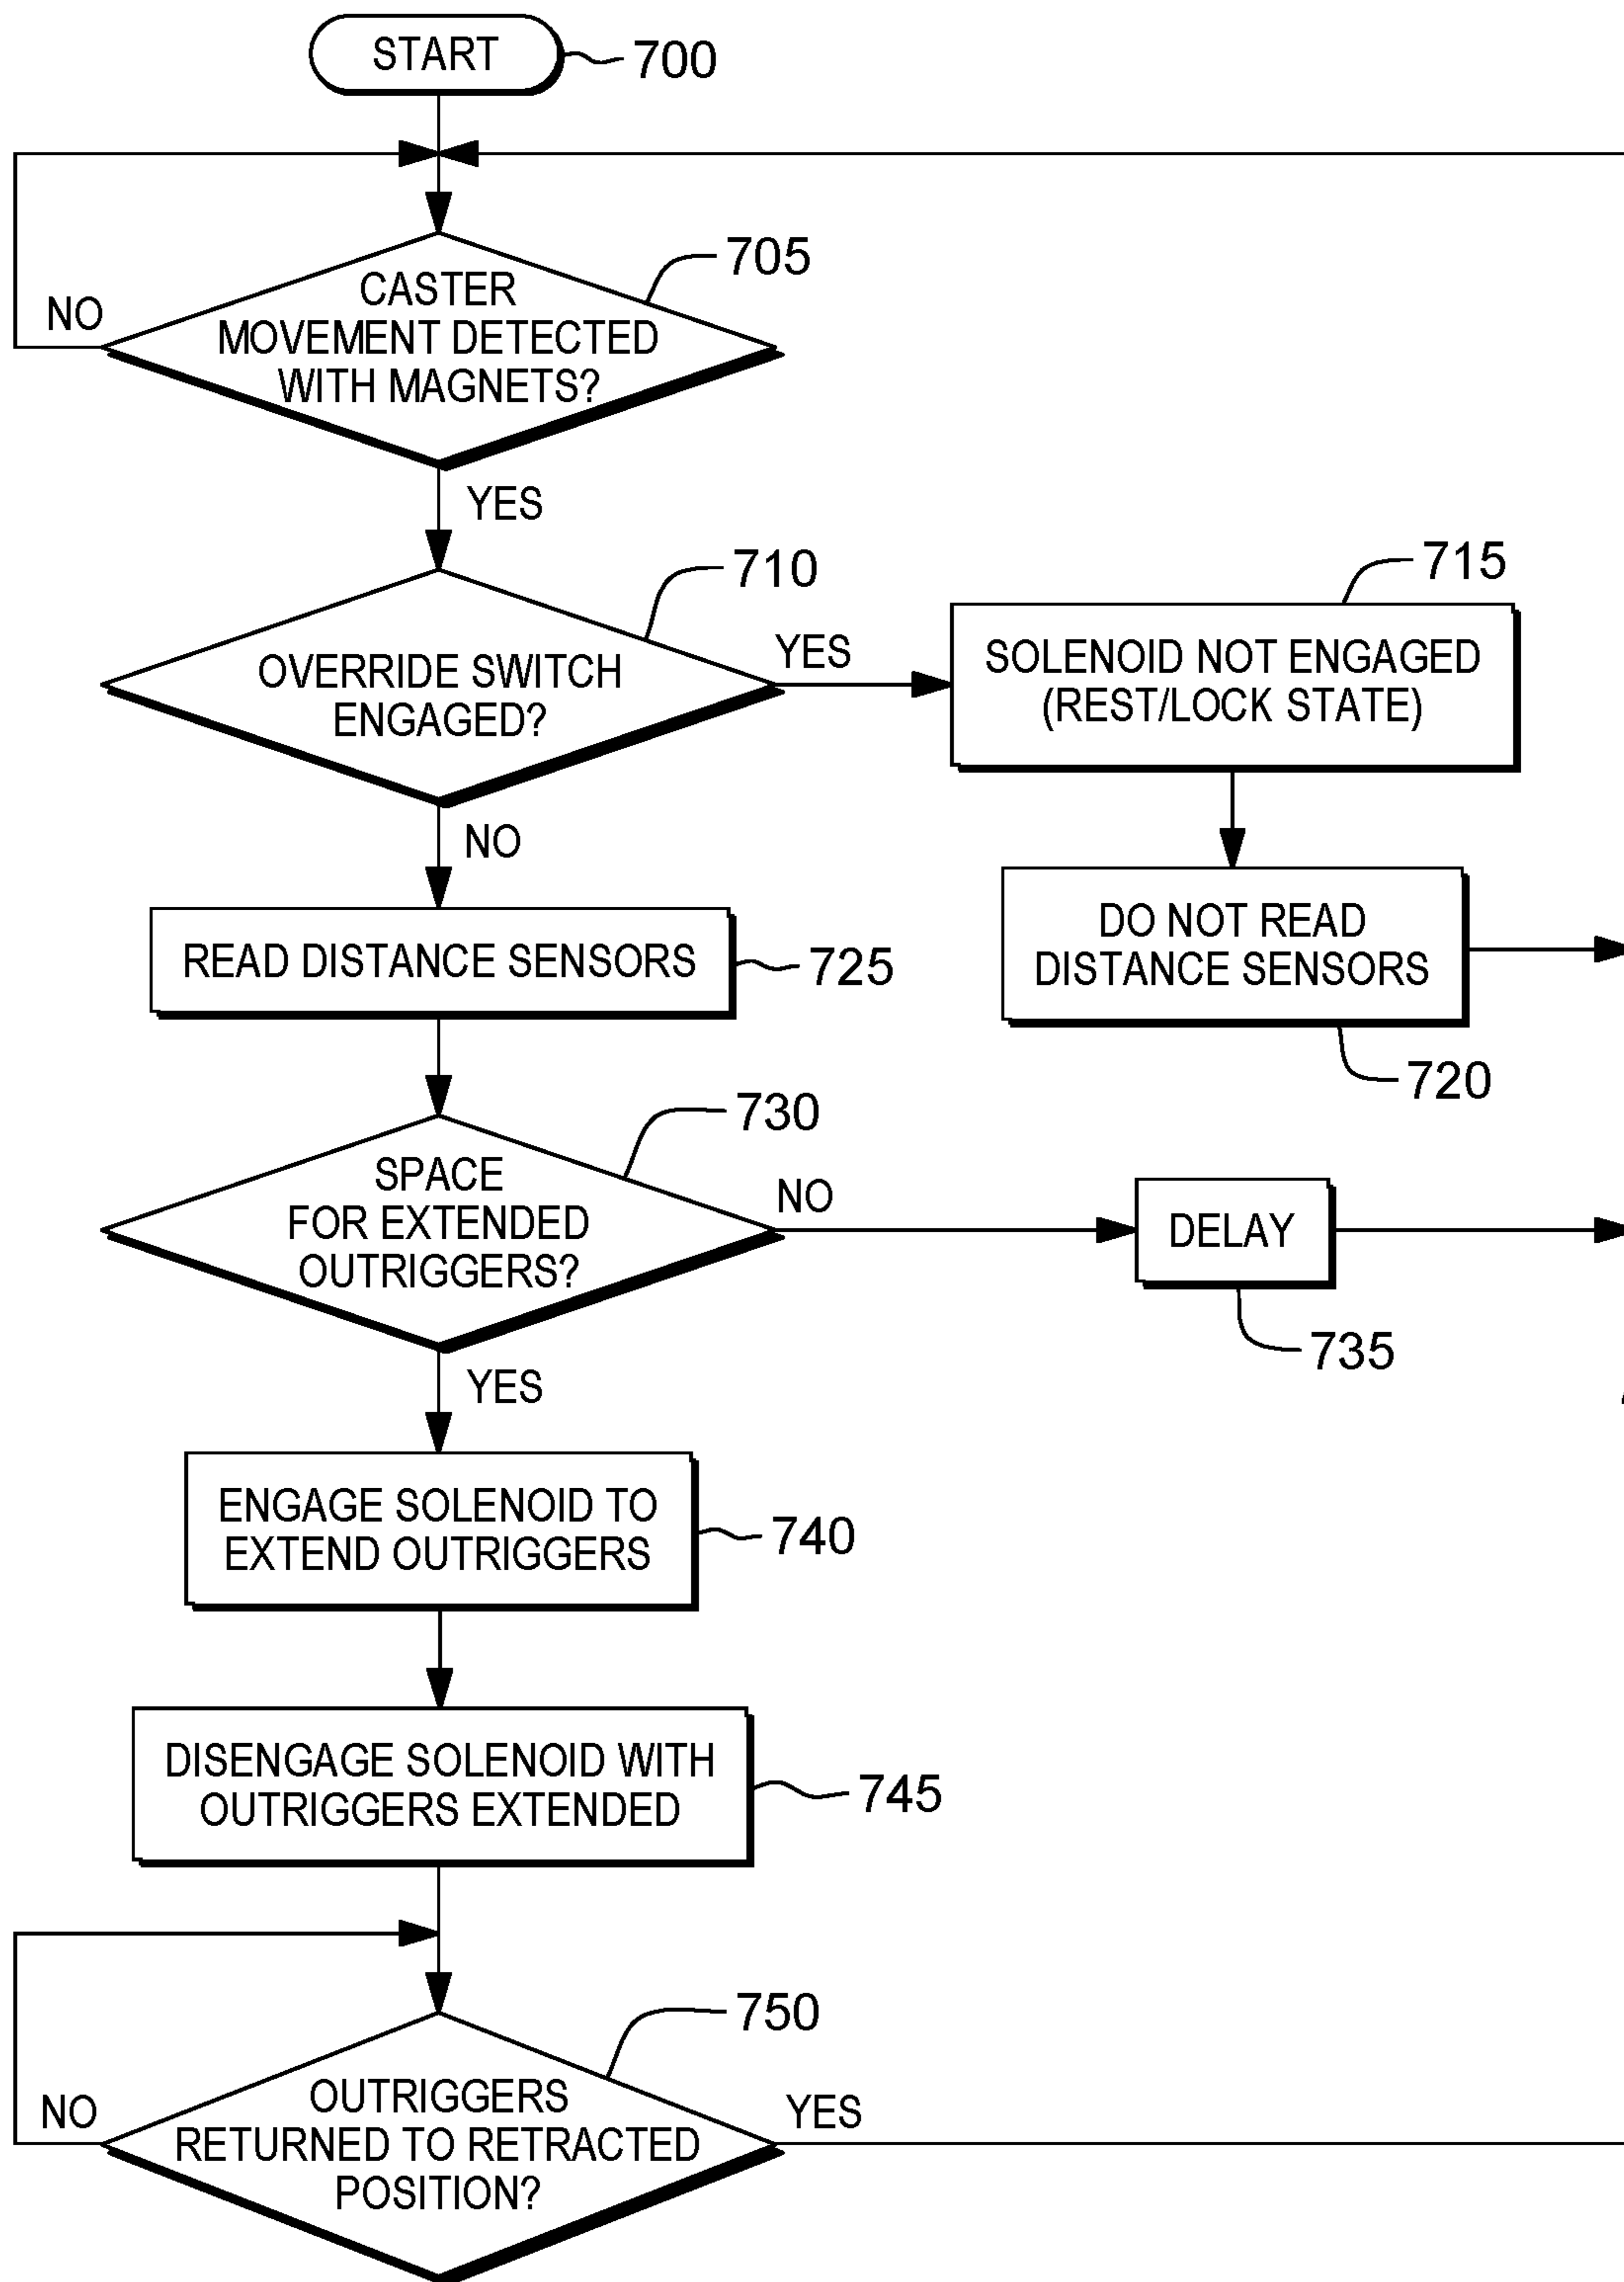 START
700
CASTER
MOVEMENT DETECTED
WITH MAGNETS?
705
NO
YES
OVERRIDE SWITCH
ENGAGED?
710
YES
SOLENOID NOT ENGAGED
(REST/LOCK STATE)
715
NO
DO NOT READ
DISTANCE SENSORS
720
READ DISTANCE SENSORS
725
SPACE
FOR EXTENDED
OUTRIGGERS?
730
NO
DELAY
735
YES
ENGAGE SOLENOID TO
EXTEND OUTRIGGERS
740
DISENGAGE SOLENOID WITH
OUTRIGGERS EXTENDED
745
OUTRIGGERS
RETURNED TO RETRACTED
POSITION?
750
NO
YES